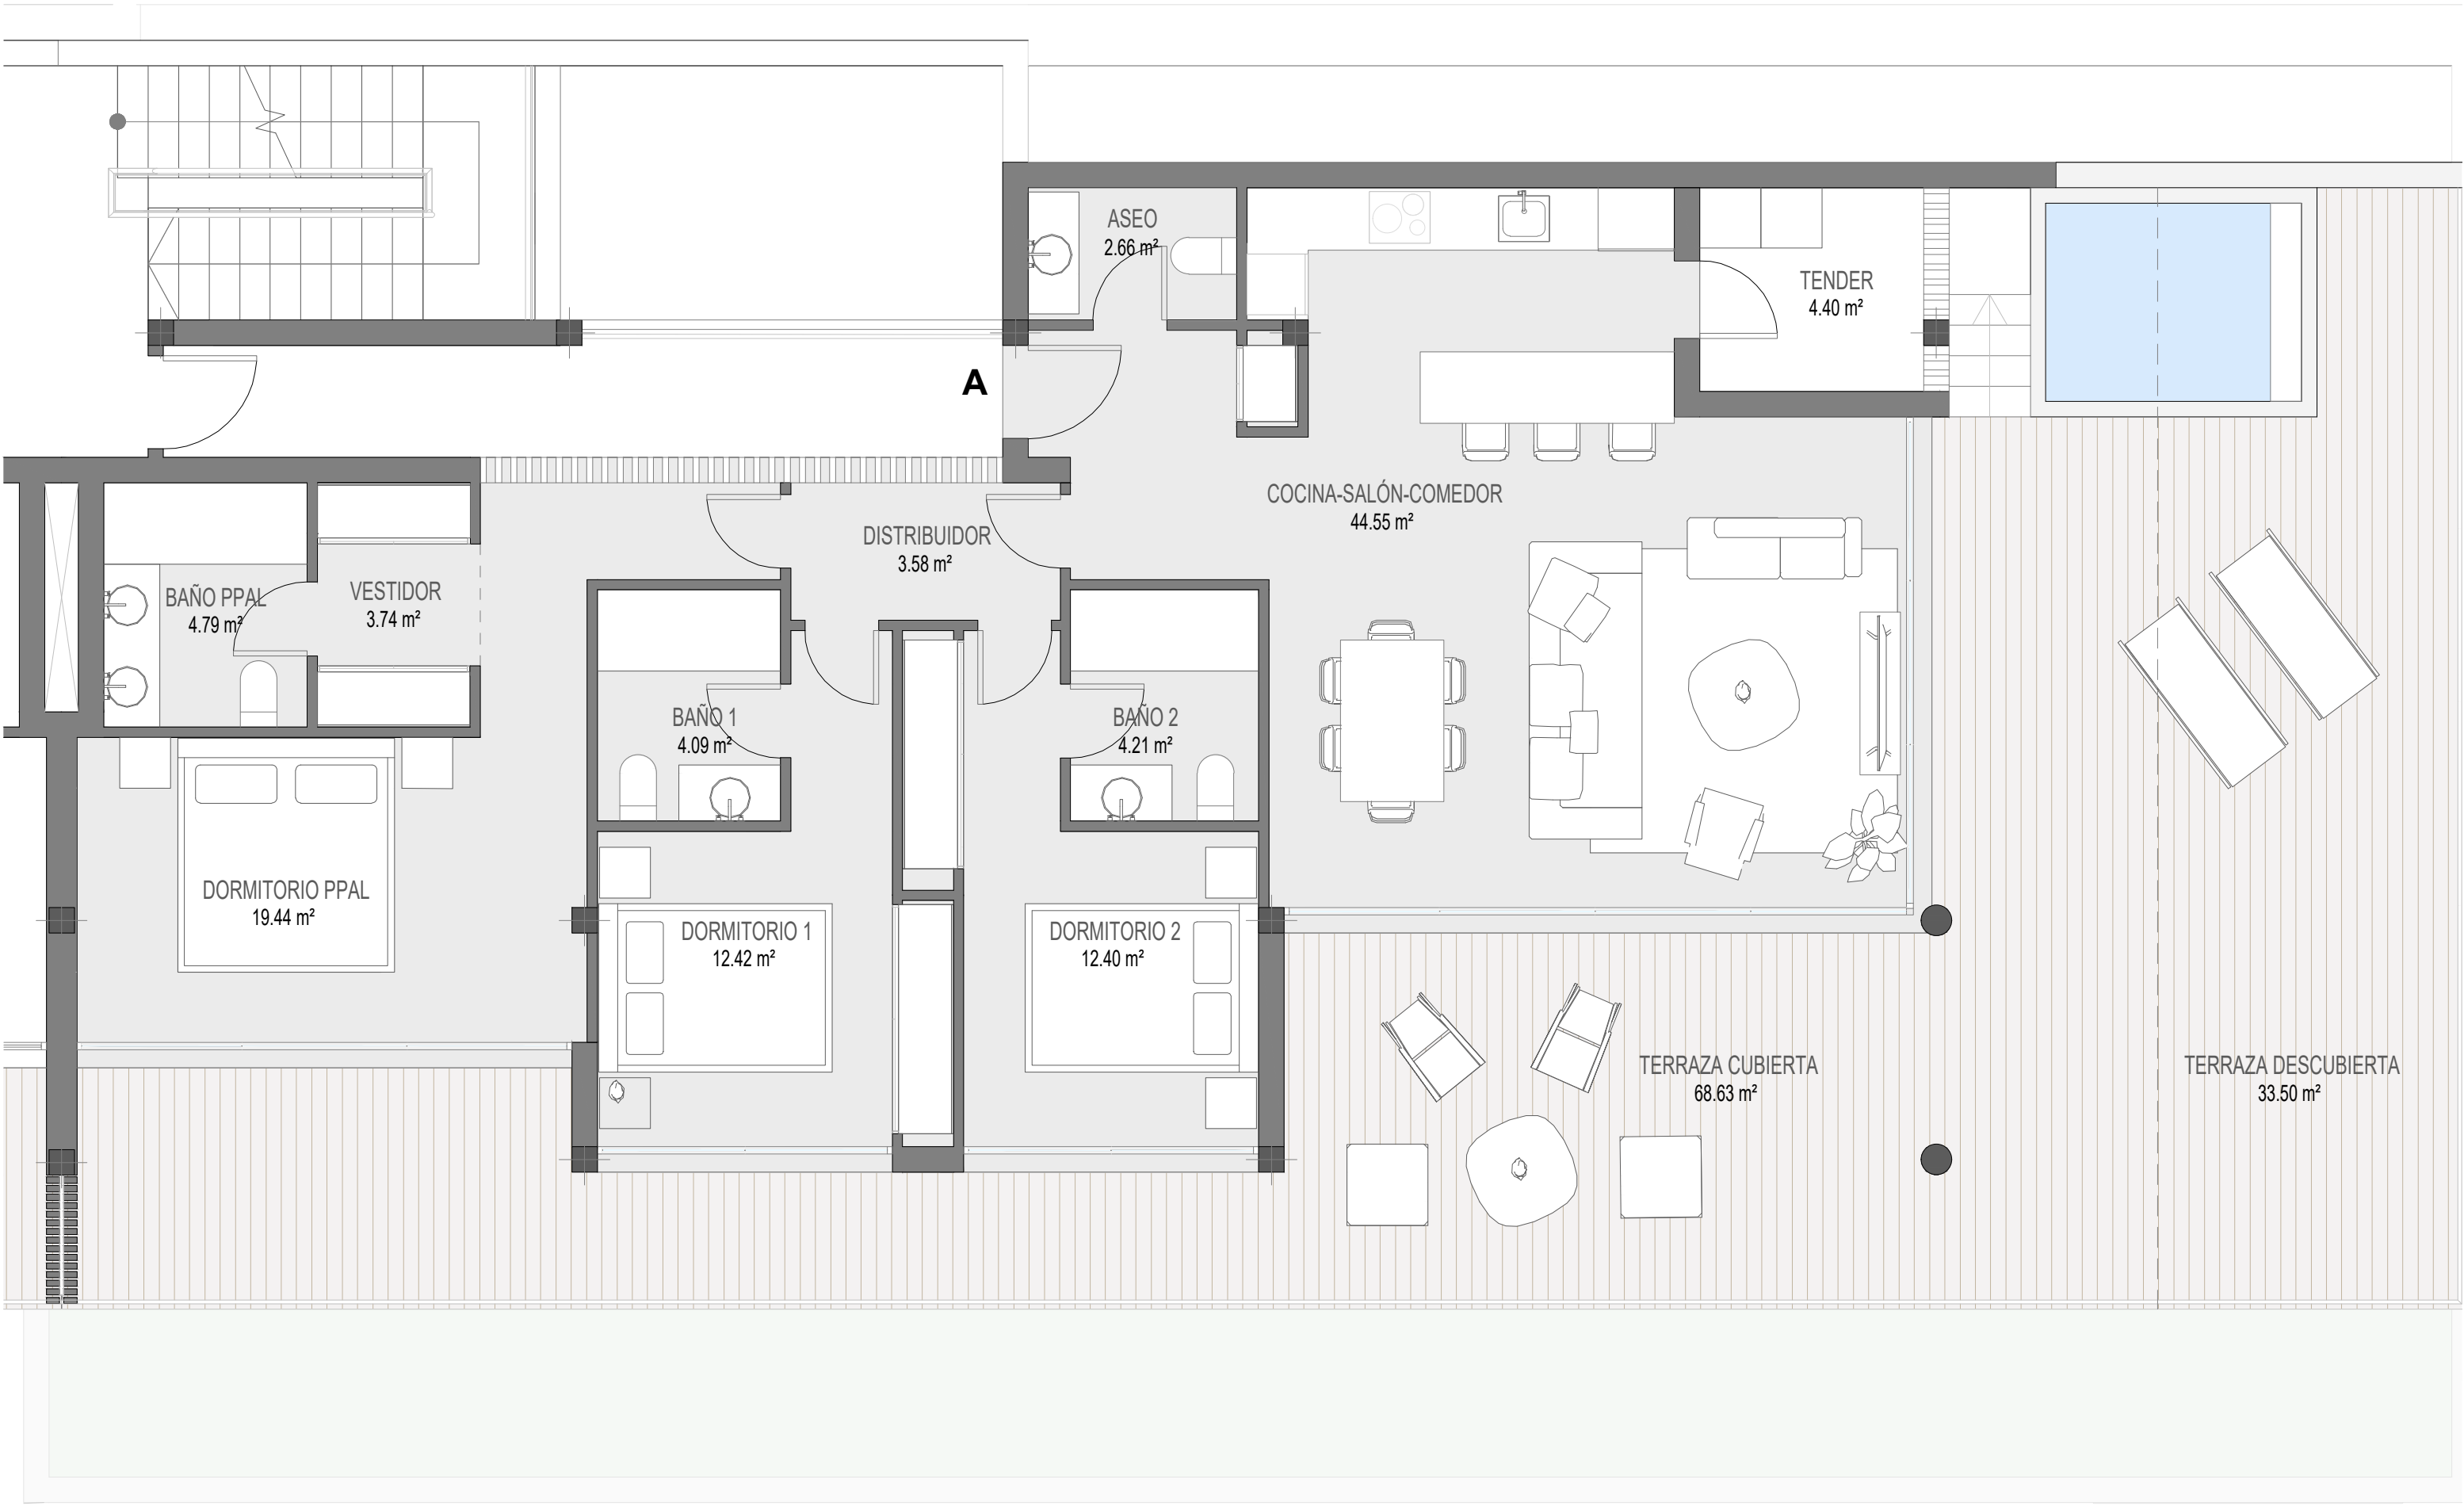 ASEO
2.66 m²
TENDER
4.40 m²
A
COCINA-SALÓN-COMEDOR
44.55 m²
DISTRIBUIDOR
3.58 m²
BAÑO PPAL
4.79 m²
VESTIDOR
3.74 m²
BAÑO 1
4.09 m²
BAÑO 2
4.21 m²
DORMITORIO PPAL
19.44 m²
DORMITORIO 1
12.42 m²
DORMITORIO 2
12.40 m²
TERRAZA CUBIERTA
68.63 m²
TERRAZA DESCUBIERTA
33.50 m²